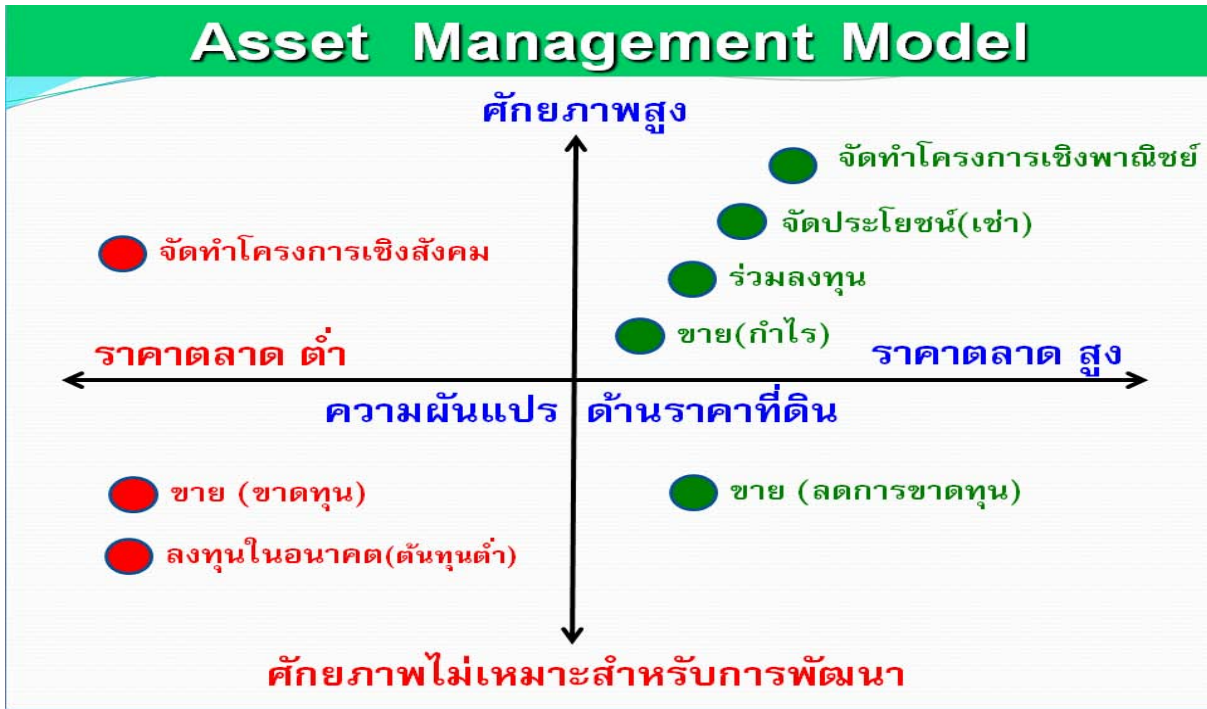 Asset Management Model
ศักยภาพสูง
จัดทำโครงการเชิงพาณิชย์
จัดประโยชน์(เช่า)
จัดทำโครงการเชิงสังคม
ร่วมลงทุน
ขาย(กำไร)
ราคาตลาด ต่ำ
ราคาตลาด สูง
ความผันแปร ด้านราคาที่ดิน
ขาย (ขาดทุน)
ขาย (ลดการขาดทุน)
ลงทุนในอนาคต(ต้นทุนต่ำ)
ศักยภาพไม่เหมาะสำหรับการพัฒนา